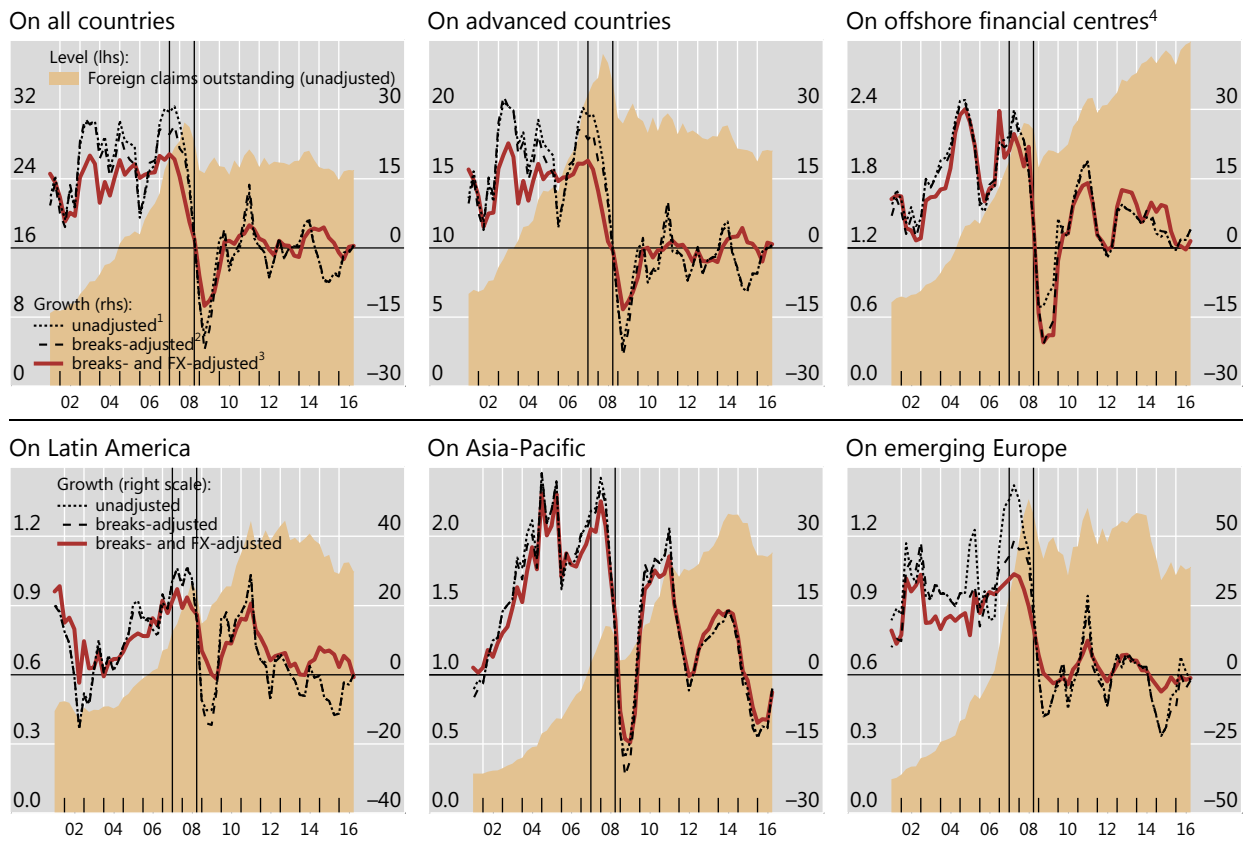 On all countries
Level (lhs):
Foreign claims outstanding (unadjusted)
32 30
24 15
16 0
8 –15
0 –30
Growth (rhs):
unadjusted1
breaks-adjusted2
breaks- and FX-adjusted3
02 04 06 08 10 12 14 16
On advanced countries
20 30
15 15
10 0
5 –15
0 –30
02 04 06 08 10 12 14 16
On offshore financial centres4
2.4 30
1.8 15
1.2 0
0.6 –15
0.0 –30
02 04 06 08 10 12 14 16
On Latin America
Growth (right scale):
unadjusted
breaks-adjusted
breaks- and FX-adjusted
1.2 40
0.9 20
0.6 0
0.3 –20
0.0 –40
02 04 06 08 10 12 14 16
On Asia-Pacific
2.0 30
1.5 15
1.0 0
0.5 –15
0.0 –30
02 04 06 08 10 12 14 16
On emerging Europe
1.2 50
0.9 25
0.6 0
0.3 –25
0.0 –50
02 04 06 08 10 12 14 16